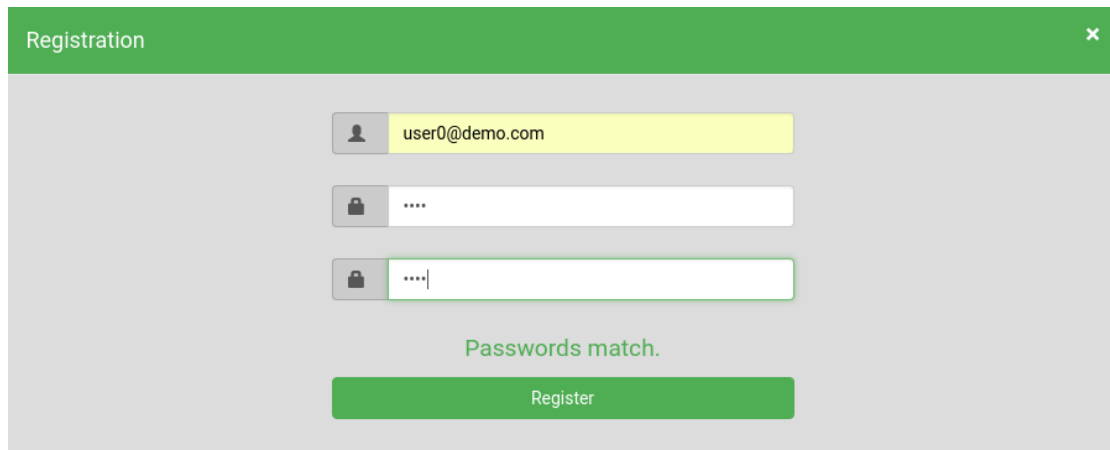 Registration ×
user0@demo.com
••••
••••
Passwords match.
Register